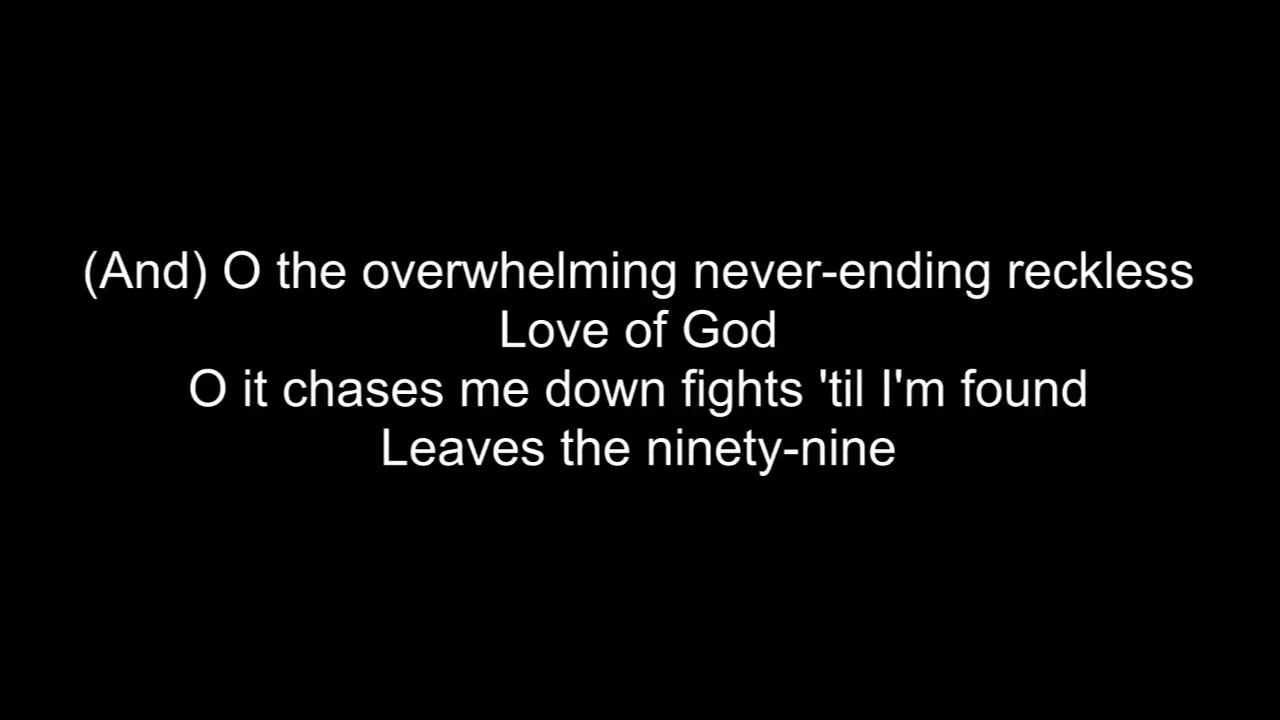 (And) O the overwhelming never-ending reckless
Love of God
O it chases me down fights 'til I'm found
Leaves the ninety-nine